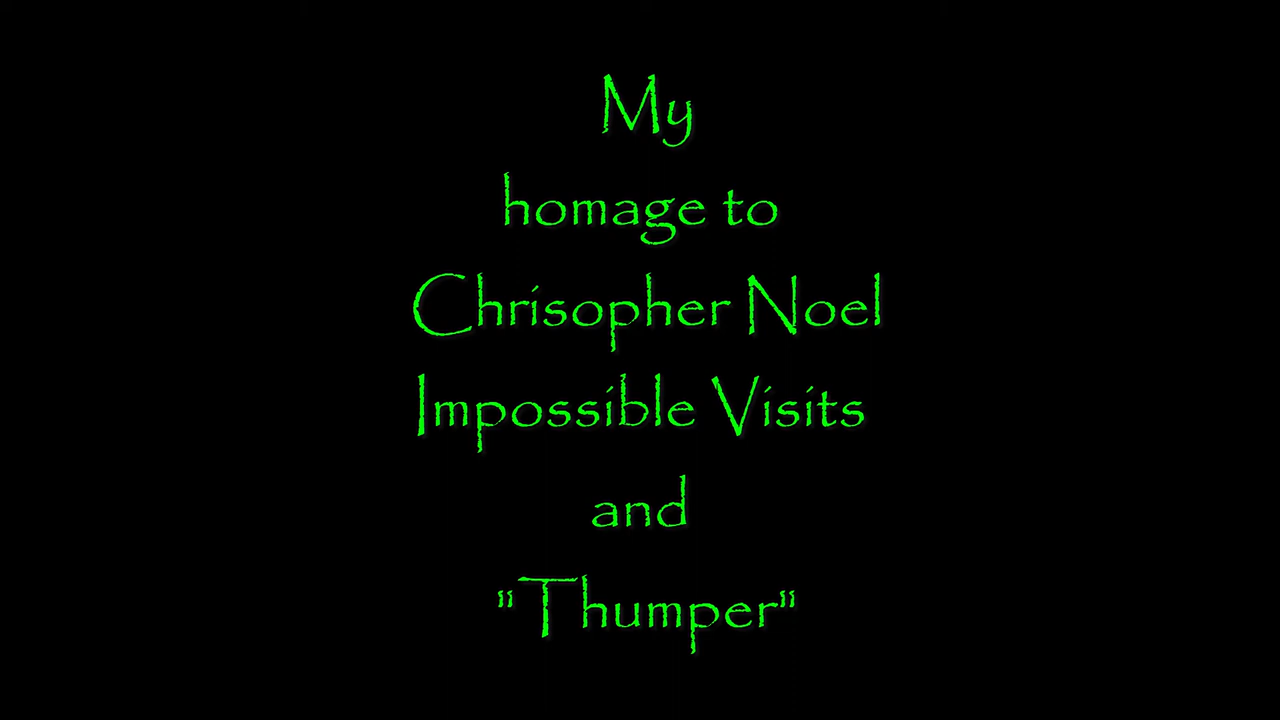 My
homage to
Chrisopher Noel
Impossible Visits
and
"Thumper"